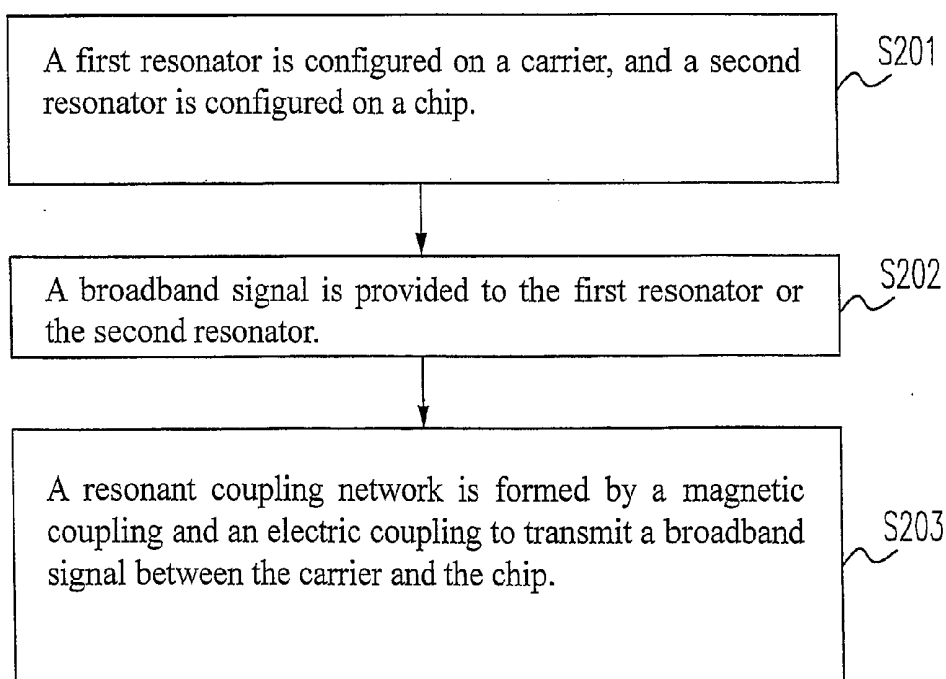 A first resonator is configured on a carrier, and a second
resonator is configured on a chip.
S201
A broadband signal is provided to the first resonator or
the second resonator.
S202
A resonant coupling network is formed by a magnetic
coupling and an electric coupling to transmit a broadband
signal between the carrier and the chip.
S203